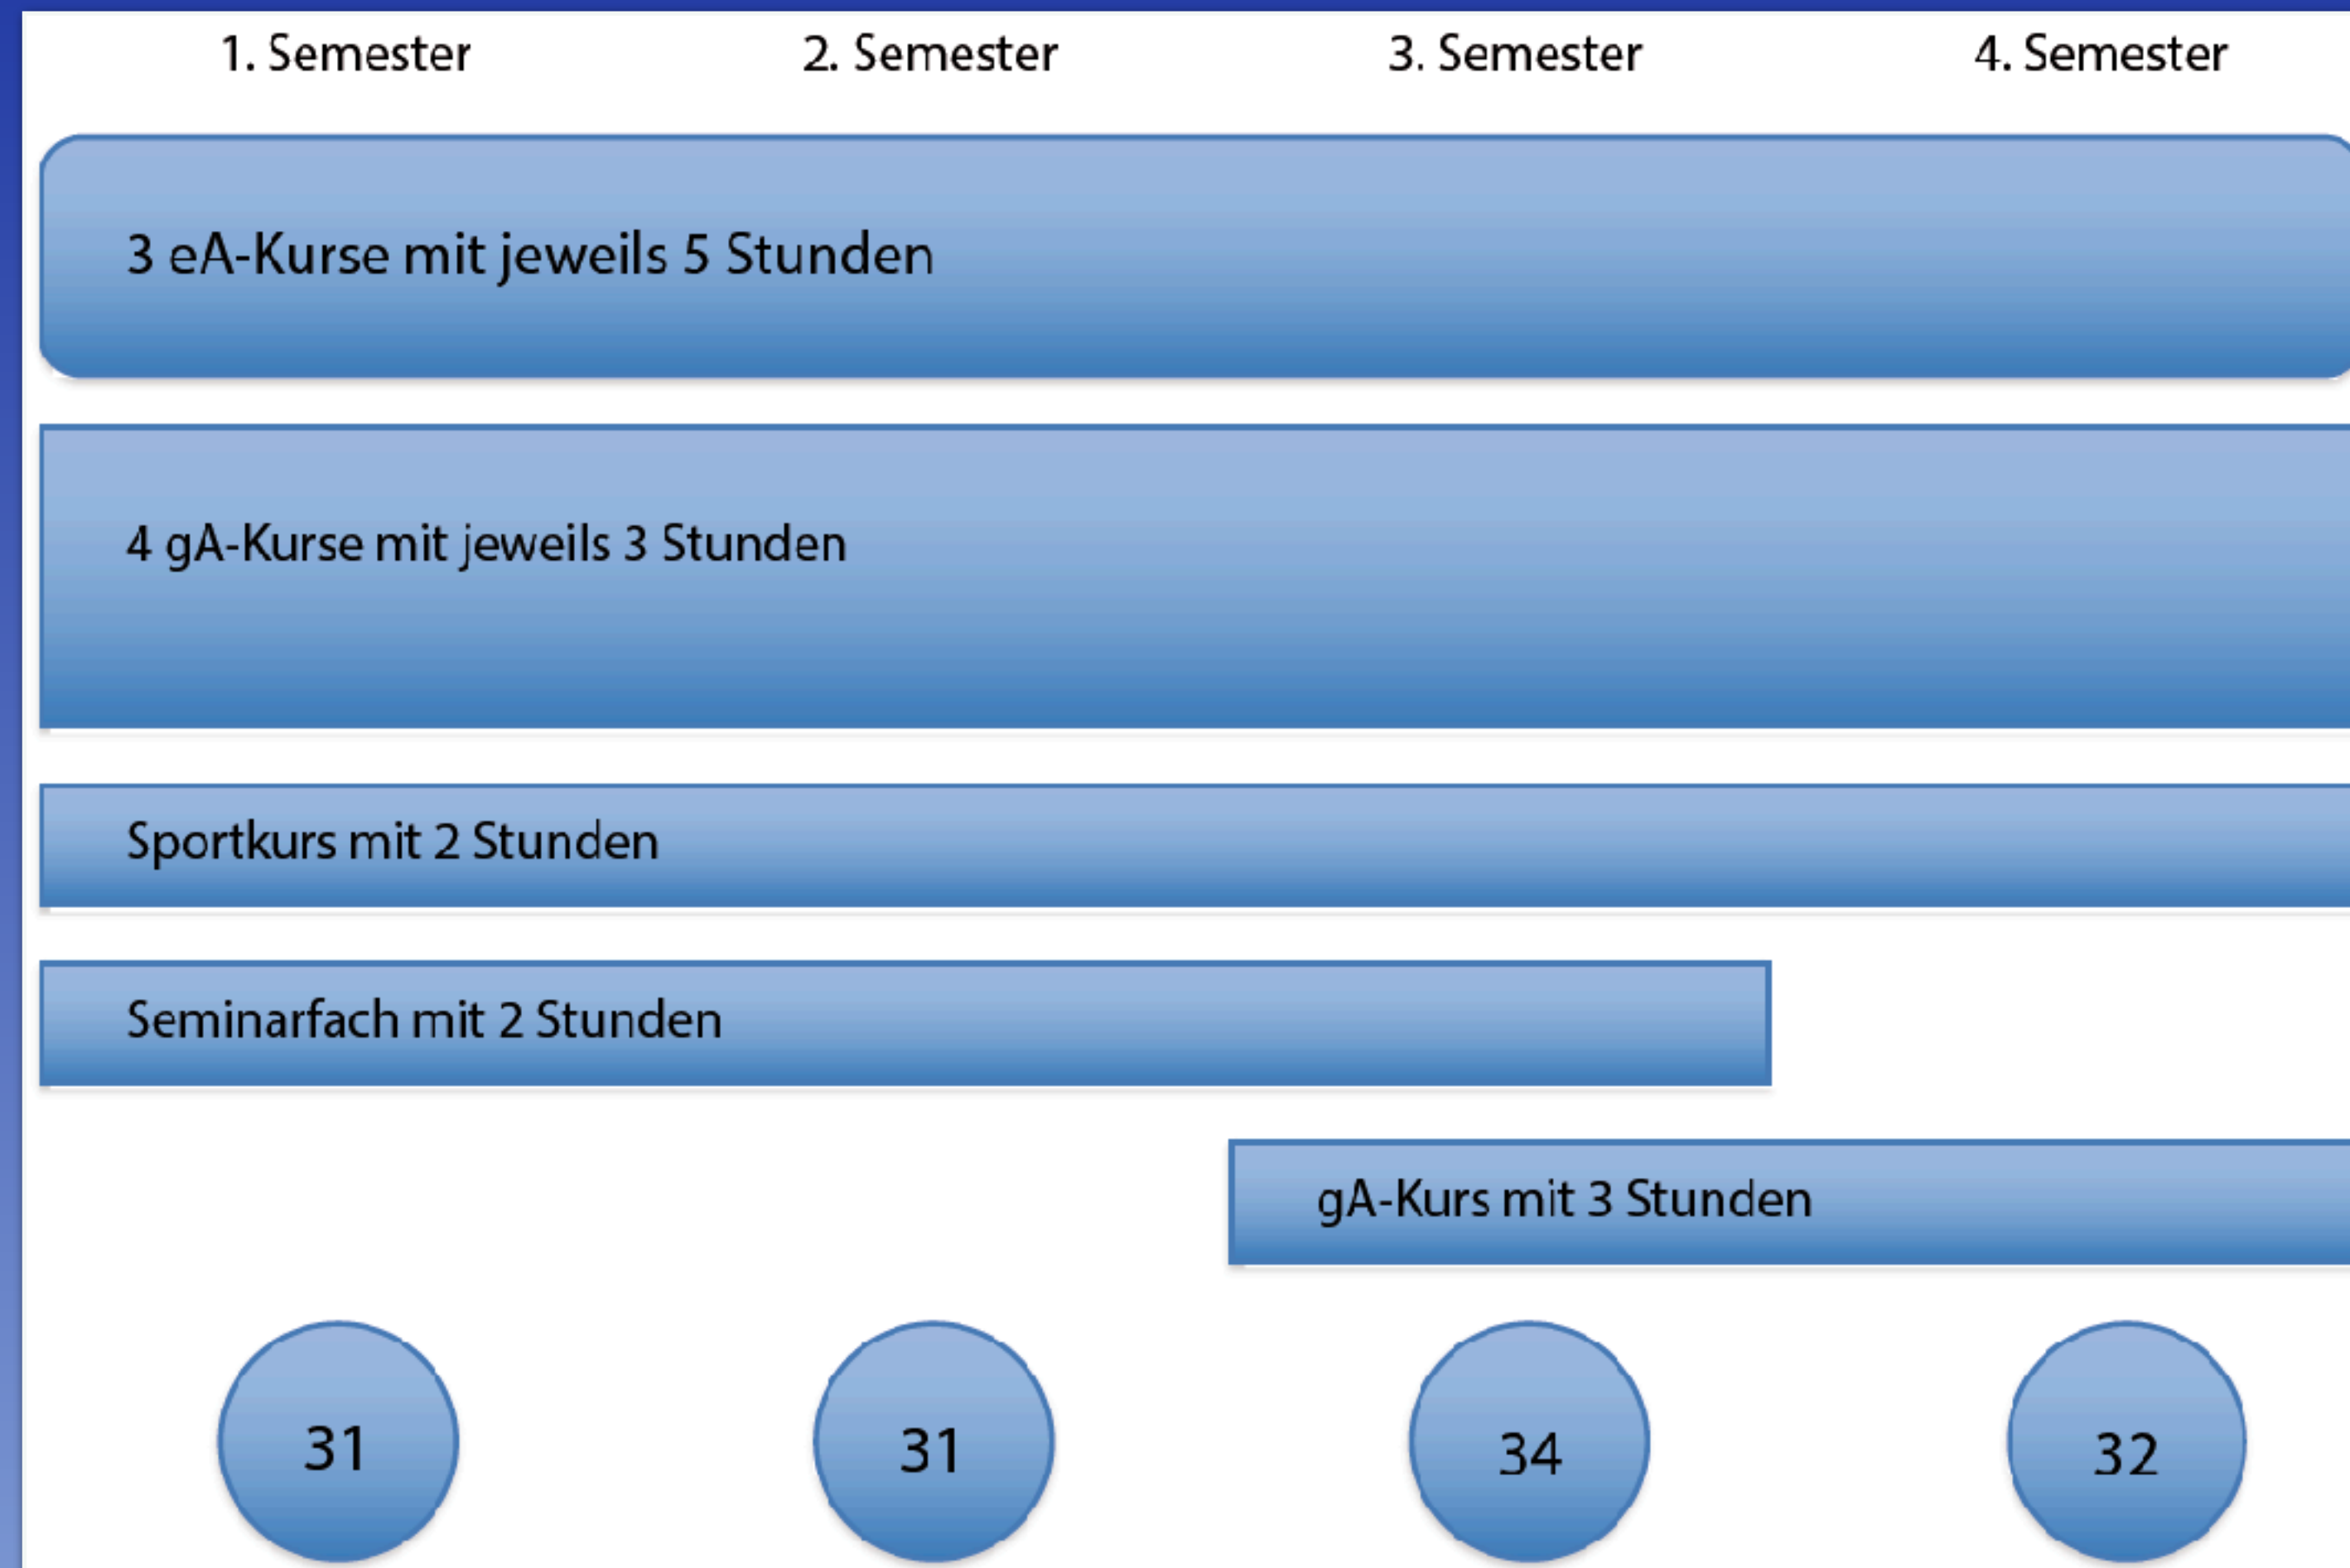 1. Semester 2. Semester 3. Semester 4. Semester
3 eA-Kurse mit jeweils 5 Stunden
4 gA-Kurse mit jeweils 3 Stunden
Sportkurs mit 2 Stunden
Seminarfach mit 2 Stunden
gA-Kurs mit 3 Stunden
31 31 34 32